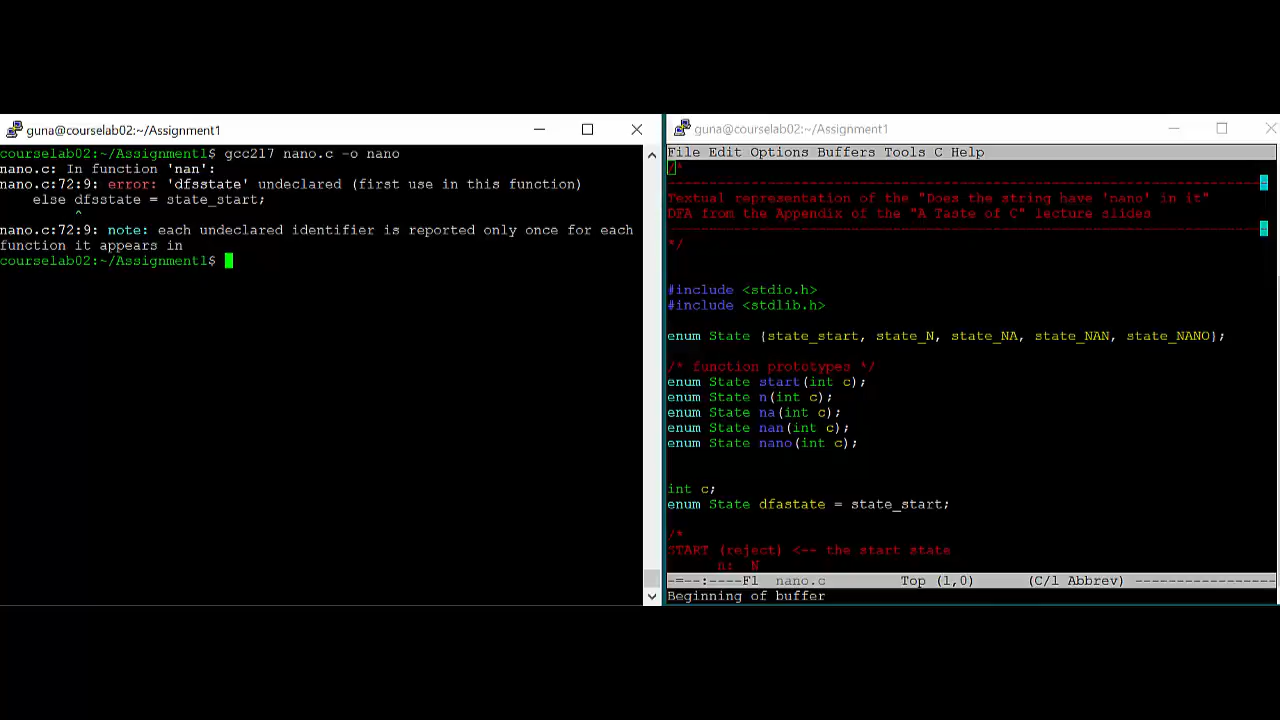 guna@courselab02:~/Assignment1
courselab02:~/Assignment1$ gcc217 nano.c -o nano
nano.c: In function 'nan':
nano.c:72:9: error: 'dfsstate' undeclared (first use in this function)
    else dfsstate = state_start;
         ^
nano.c:72:9: note: each undeclared identifier is reported only once for each
function it appears in
courselab02:~/Assignment1$
guna@courselab02:~/Assignment1
File Edit Options Buffers Tools C Help
/*
--------------------------------------------------------------------------------
Textual representation of the "Does the string have 'nano' in it"
DFA from the Appendix of the "A Taste of C" lecture slides
--------------------------------------------------------------------------------
*/
#include <stdio.h>
#include <stdlib.h>
enum State {state_start, state_N, state_NA, state_NAN, state_NANO};
/* function prototypes */
enum State start(int c);
enum State n(int c);
enum State na(int c);
enum State nan(int c);
enum State nano(int c);
int c;
enum State dfastate = state_start;
/*
START (reject) <-- the start state
      n:  N
-=--:----F1  nano.c         Top (1,0)      (C/l Abbrev) -----------------
Beginning of buffer